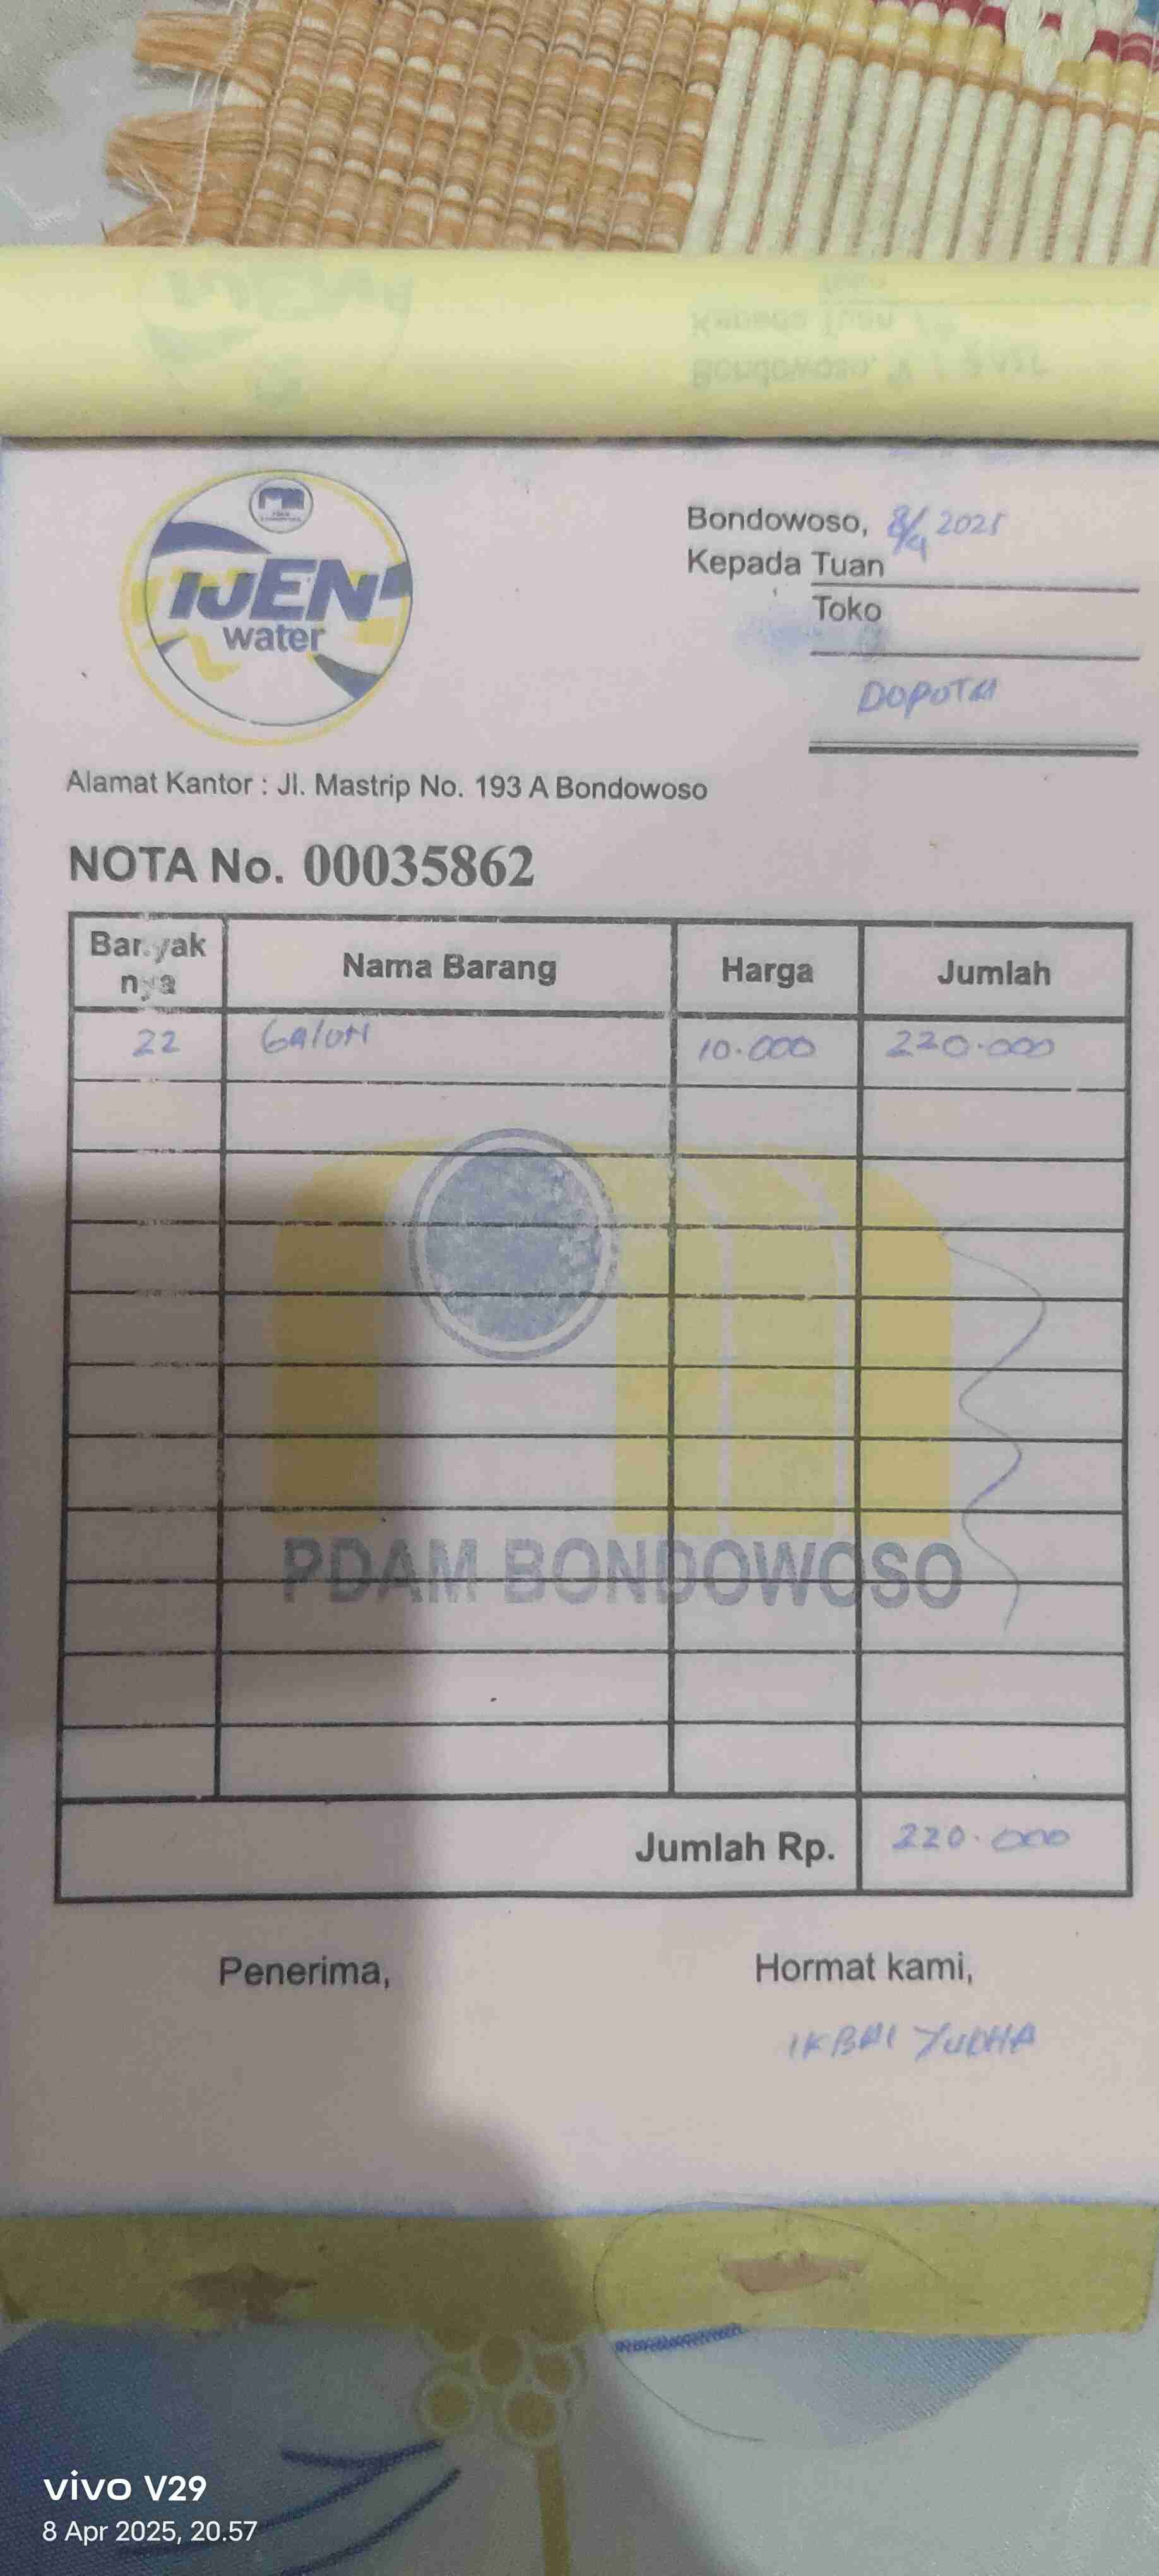 IJEN
water
Bondowoso, 8/4 2025
Kepada Tuan
Toko
DOPOTM
Alamat Kantor : Jl. Mastrip No. 193 A Bondowoso
NOTA No. 00035862
Banyak nya Nama Barang Harga Jumlah
22 GalON 10.000 220.000
PDAM BONDOWOSO
Jumlah Rp. 220.000
Penerima, Hormat kami,
IKBAl YUDHA
vivo V29
8 Apr 2025, 20.57